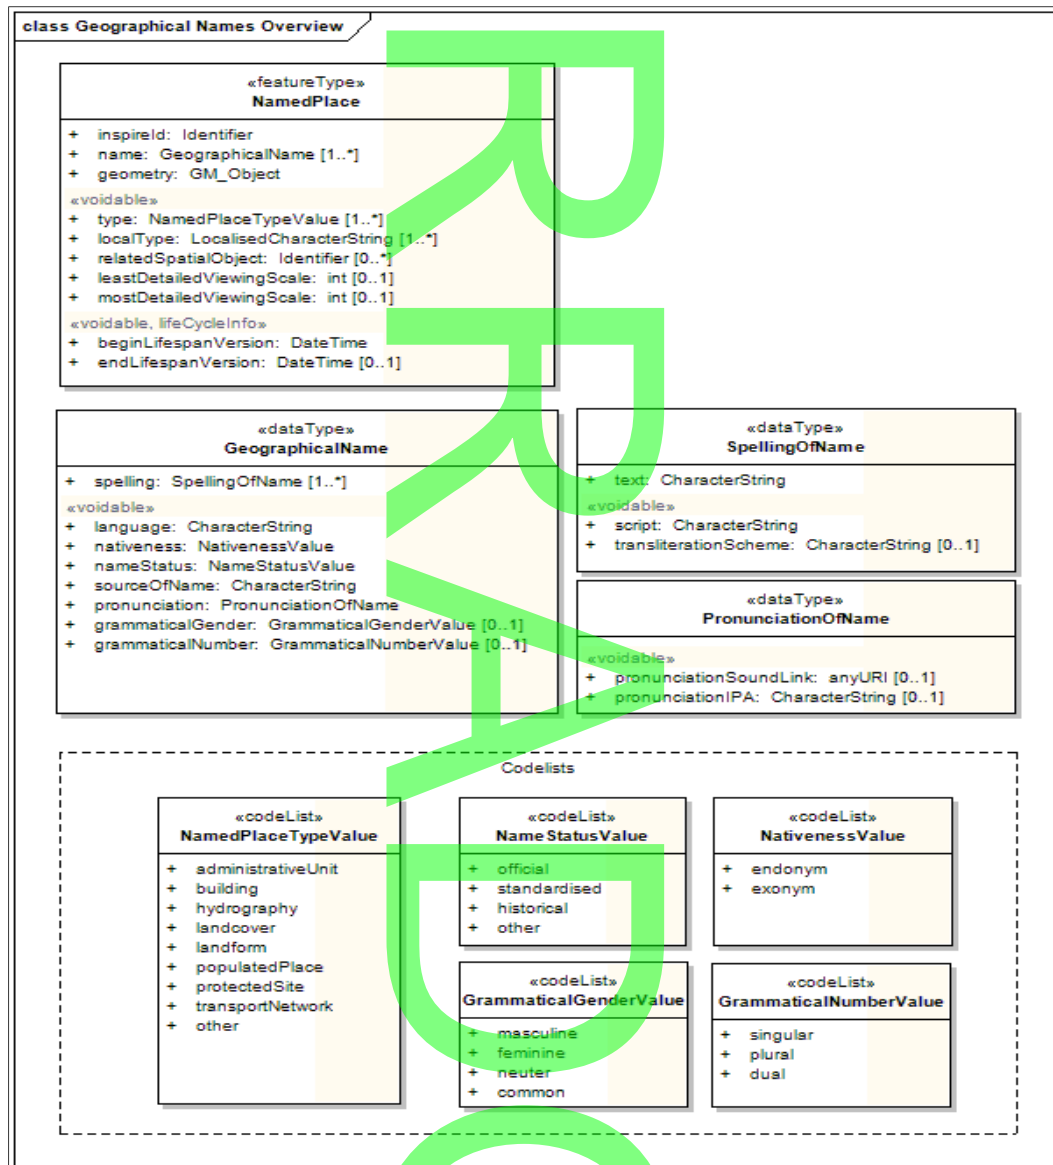 class Geographical Names Overview
«featureType»
NamedPlace
+ inspireId: Identifier
+ name: GeographicalName [1..*]
+ geometry: GM_Object
«voidable»
+ type: NamedPlaceTypeValue [1..*]
+ localType: LocalisedCharacterString [1..*]
+ relatedSpatialObject: Identifier [0..*]
+ leastDetailedViewingScale: int [0..1]
+ mostDetailedViewingScale: int [0..1]
«voidable, lifeCycleInfo»
+ beginLifespanVersion: DateTime
+ endLifespanVersion: DateTime [0..1]
«dataType»
GeographicalName
+ spelling: SpellingOfName [1..*]
«voidable»
+ language: CharacterString
+ nativeness: NativenessValue
+ nameStatus: NameStatusValue
+ sourceOfName: CharacterString
+ pronunciation: PronunciationOfName
+ grammaticalGender: GrammaticalGenderValue [0..1]
+ grammaticalNumber: GrammaticalNumberValue [0..1]
«dataType»
SpellingOfName
+ text: CharacterString
«voidable»
+ script: CharacterString
+ transliterationScheme: CharacterString [0..1]
«dataType»
PronunciationOfName
«voidable»
+ pronunciationSoundLink: anyURI [0..1]
+ pronunciationIPA: CharacterString [0..1]
Codelists
«codeList»
NamedPlaceTypeValue
+ administrativeUnit
+ building
+ hydrography
+ landcover
+ landform
+ populatedPlace
+ protectedSite
+ transportNetwork
+ other
«codeList»
NameStatusValue
+ official
+ standardised
+ historical
+ other
«codeList»
NativenessValue
+ endonym
+ exonym
«codeList»
GrammaticalGenderValue
+ masculine
+ feminine
+ neuter
+ common
«codeList»
GrammaticalNumberValue
+ singular
+ plural
+ dual